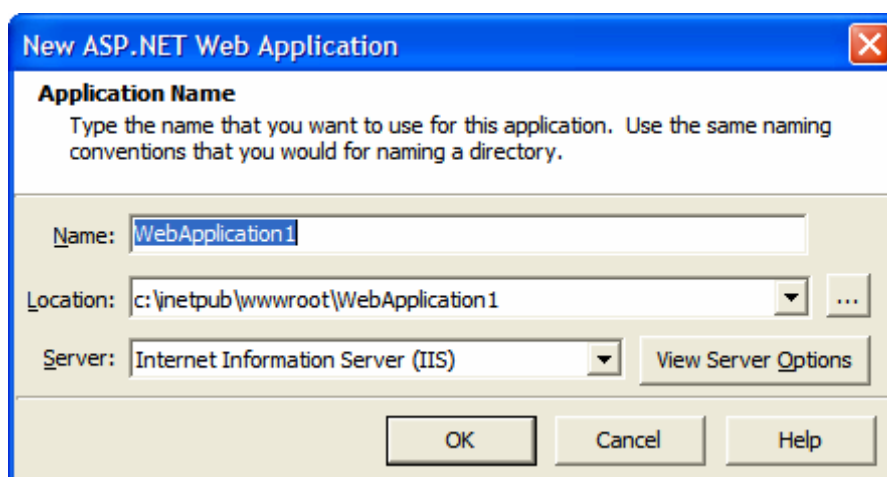 New ASP.NET Web Application
Application Name
Type the name that you want to use for this application.  Use the same naming
conventions that you would for naming a directory.
Name: WebApplication1
Location: c:\inetpub\wwwroot\WebApplication1 ...
Server: Internet Information Server (IIS) View Server Options
OK Cancel Help